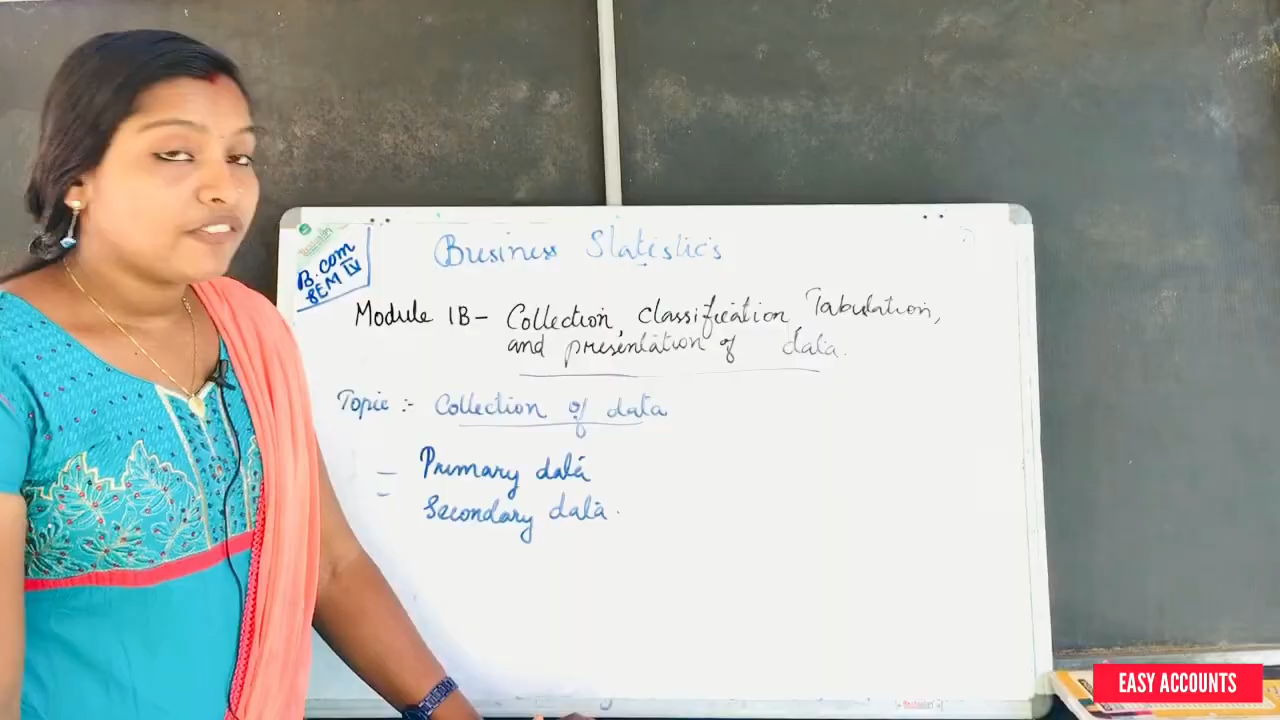 B.com
SEM IV
Business Statistics
Module 1B - Collection, Classification Tabulation,
and presentation of data.
Topic :- Collection of data
- Primary data
- Secondary data.
EASY ACCOUNTS